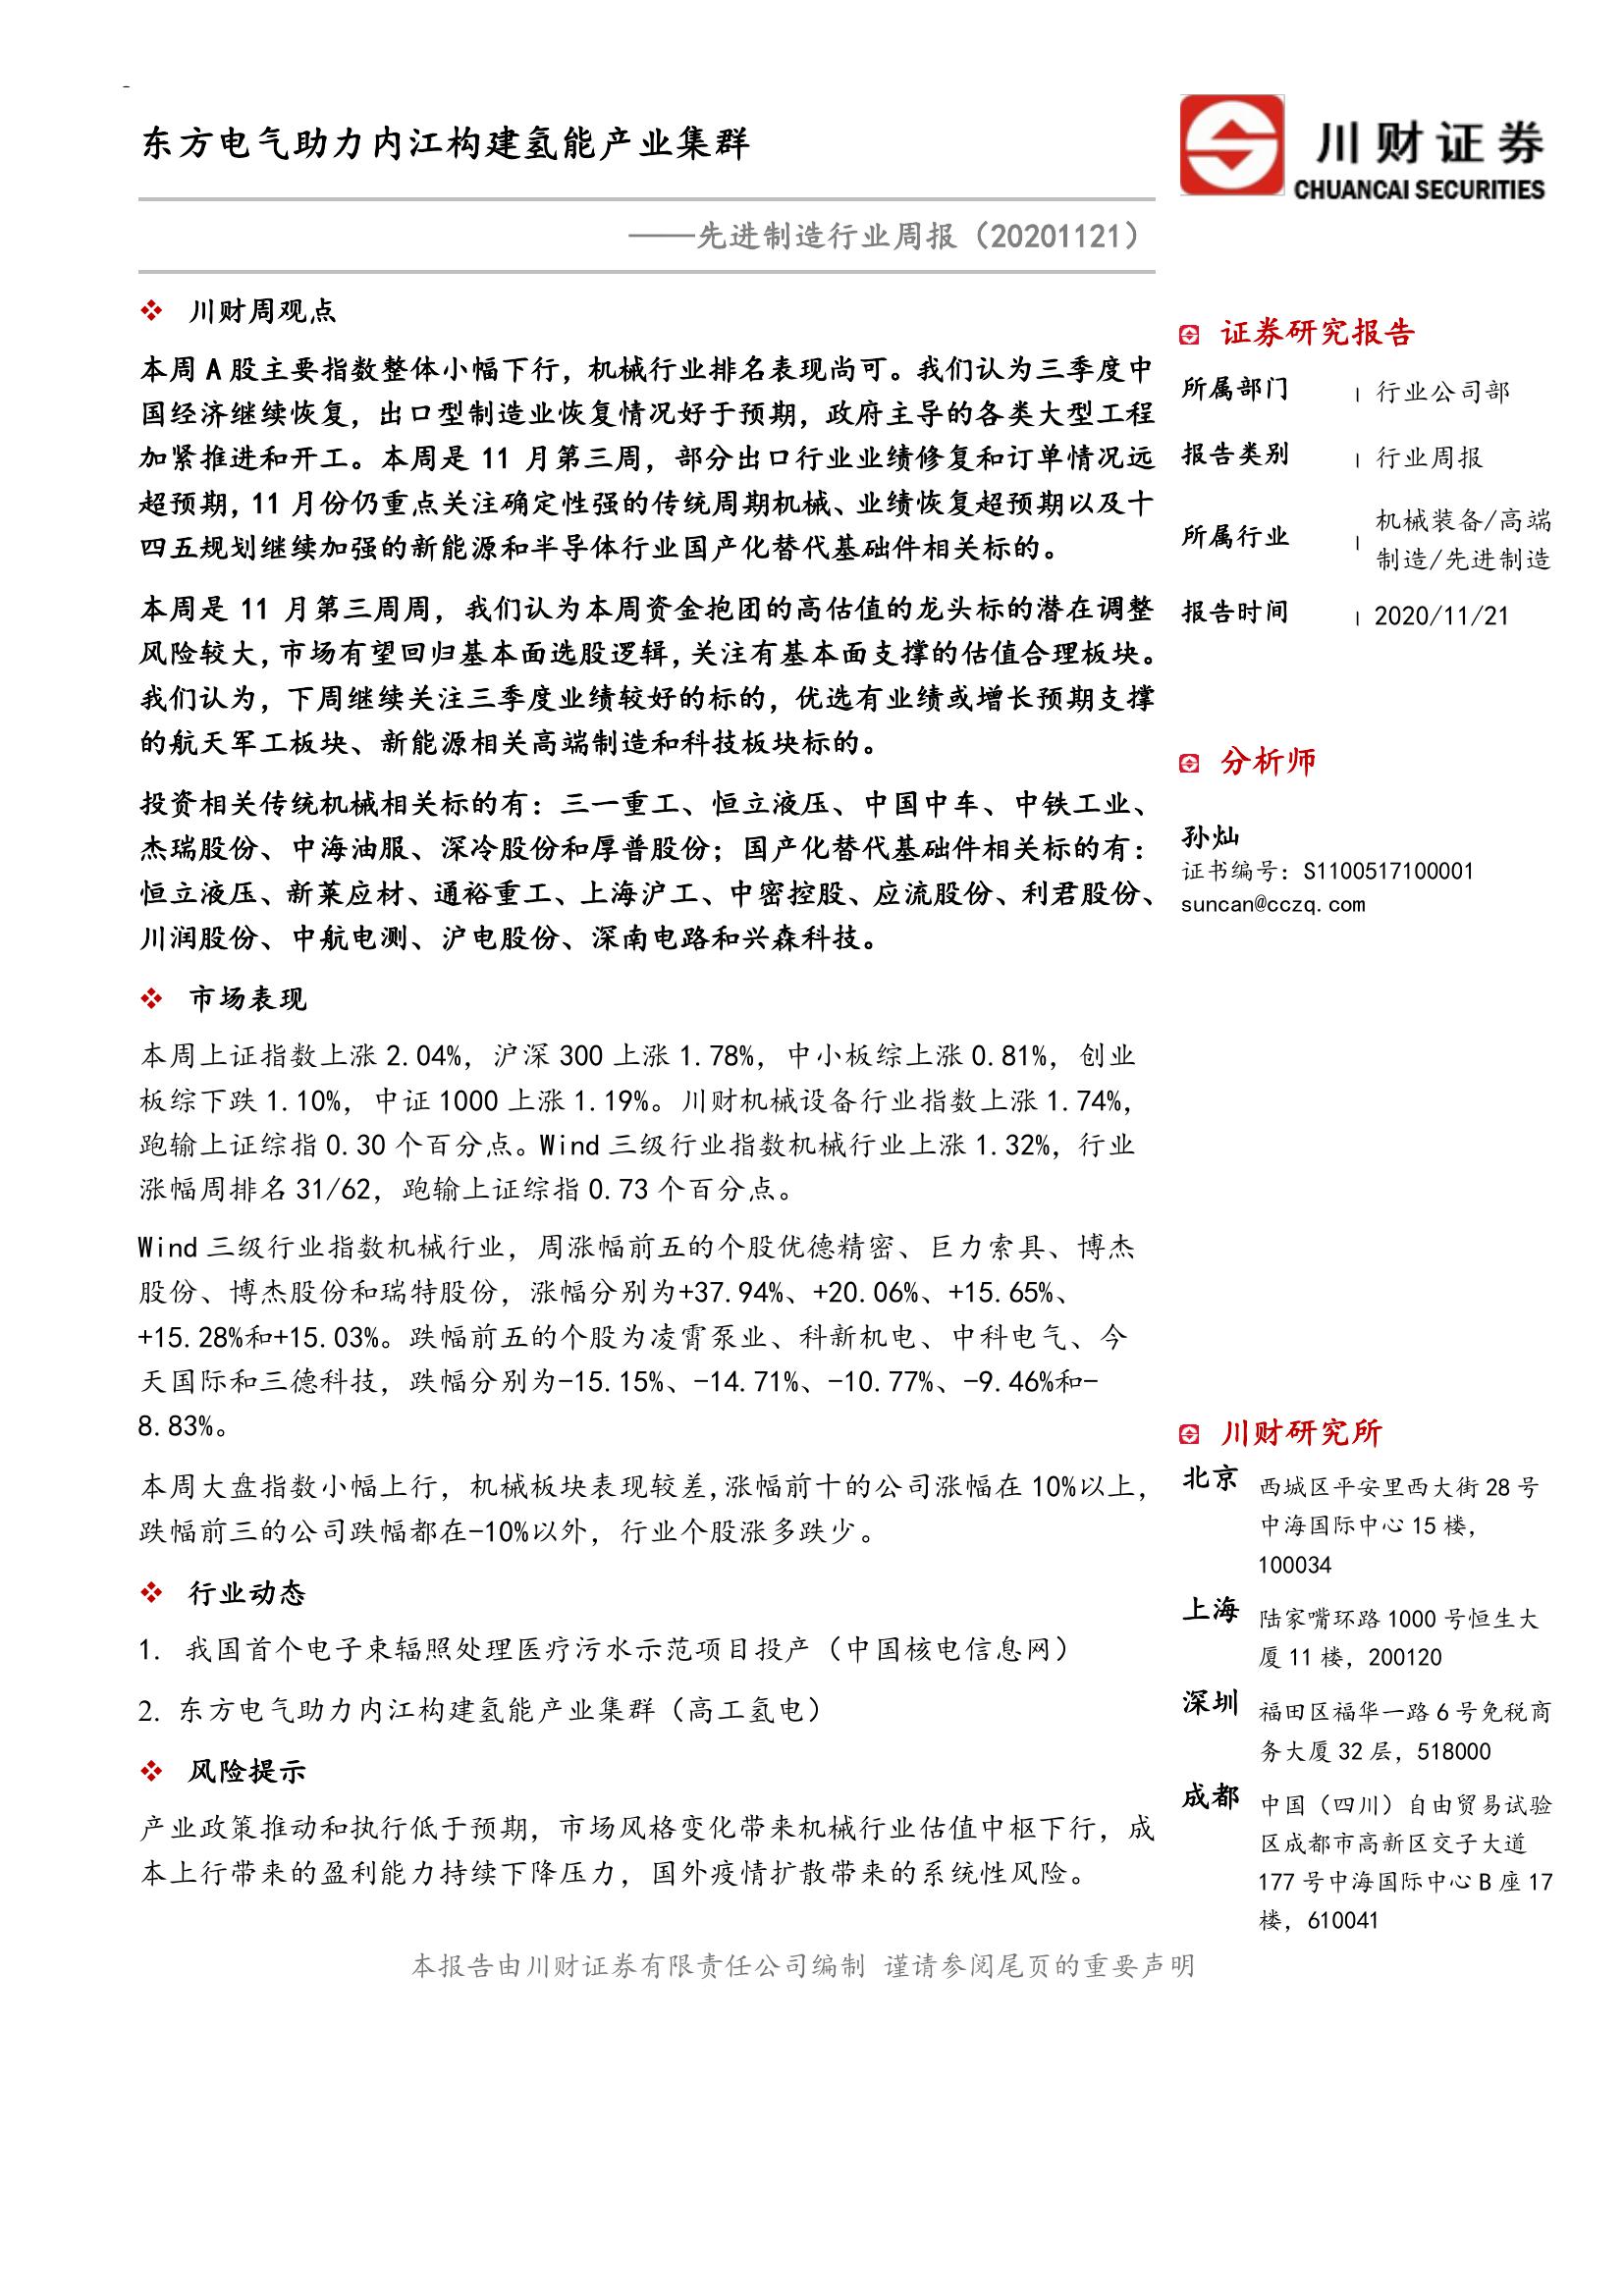 -
东方电气助力内江构建氢能产业集群
——先进制造行业周报（20201121）
❖ 川财周观点
本周 A 股主要指数整体小幅下行，机械行业排名表现尚可。我们认为三季度中
国经济继续恢复，出口型制造业恢复情况好于预期，政府主导的各类大型工程
加紧推进和开工。本周是 11 月第三周，部分出口行业业绩修复和订单情况远
超预期，11 月份仍重点关注确定性强的传统周期机械、业绩恢复超预期以及十
四五规划继续加强的新能源和半导体行业国产化替代基础件相关标的。
本周是 11 月第三周周，我们认为本周资金抱团的高估值的龙头标的潜在调整
风险较大，市场有望回归基本面选股逻辑，关注有基本面支撑的估值合理板块。
我们认为，下周继续关注三季度业绩较好的标的，优选有业绩或增长预期支撑
的航天军工板块、新能源相关高端制造和科技板块标的。
投资相关传统机械相关标的有：三一重工、恒立液压、中国中车、中铁工业、
杰瑞股份、中海油服、深冷股份和厚普股份；国产化替代基础件相关标的有：
恒立液压、新莱应材、通裕重工、上海沪工、中密控股、应流股份、利君股份、
川润股份、中航电测、沪电股份、深南电路和兴森科技。
❖ 市场表现
本周上证指数上涨 2.04%，沪深 300 上涨 1.78%，中小板综上涨 0.81%，创业
板综下跌 1.10%，中证 1000 上涨 1.19%。川财机械设备行业指数上涨 1.74%，
跑输上证综指 0.30 个百分点。Wind 三级行业指数机械行业上涨 1.32%，行业
涨幅周排名 31/62，跑输上证综指 0.73 个百分点。
Wind 三级行业指数机械行业，周涨幅前五的个股优德精密、巨力索具、博杰
股份、博杰股份和瑞特股份，涨幅分别为+37.94%、+20.06%、+15.65%、
+15.28%和+15.03%。跌幅前五的个股为凌霄泵业、科新机电、中科电气、今
天国际和三德科技，跌幅分别为-15.15%、-14.71%、-10.77%、-9.46%和-
8.83%。
本周大盘指数小幅上行，机械板块表现较差,涨幅前十的公司涨幅在 10%以上，
跌幅前三的公司跌幅都在-10%以外，行业个股涨多跌少。
❖ 行业动态
1. 我国首个电子束辐照处理医疗污水示范项目投产（中国核电信息网）
2. 东方电气助力内江构建氢能产业集群（高工氢电）
❖ 风险提示
产业政策推动和执行低于预期，市场风格变化带来机械行业估值中枢下行，成
本上行带来的盈利能力持续下降压力，国外疫情扩散带来的系统性风险。
川财证券
CHUANCAI SECURITIES
证券研究报告
所属部门 | 行业公司部
报告类别 | 行业周报
所属行业 | 机械装备/高端
制造/先进制造
报告时间 | 2020/11/21
分析师
孙灿
证书编号：S1100517100001
suncan@cczq.com
川财研究所
北京 西城区平安里西大街 28 号
中海国际中心 15 楼，
100034
上海 陆家嘴环路 1000 号恒生大
厦 11 楼，200120
深圳 福田区福华一路 6 号免税商
务大厦 32 层，518000
成都 中国（四川）自由贸易试验
区成都市高新区交子大道
177 号中海国际中心 B 座 17
楼，610041
本报告由川财证券有限责任公司编制 谨请参阅尾页的重要声明